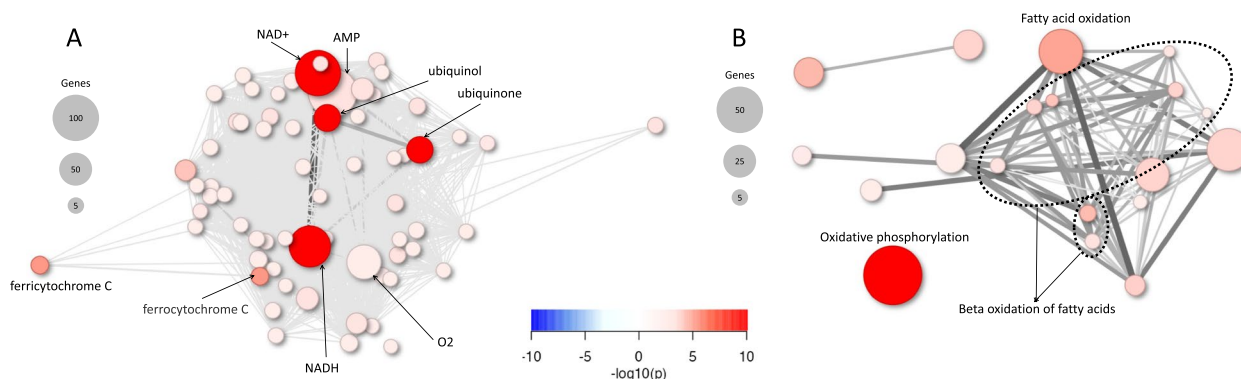 A
NAD+
AMP
ubiquinol
ubiquinone
Genes
100
50
5
ferricytochrome C
ferrocytochrome C
NADH
O2
-10
-5
0
5
10
-log10(p)
B
Genes
50
25
5
Fatty acid oxidation
Oxidative phosphorylation
Beta oxidation of fatty acids